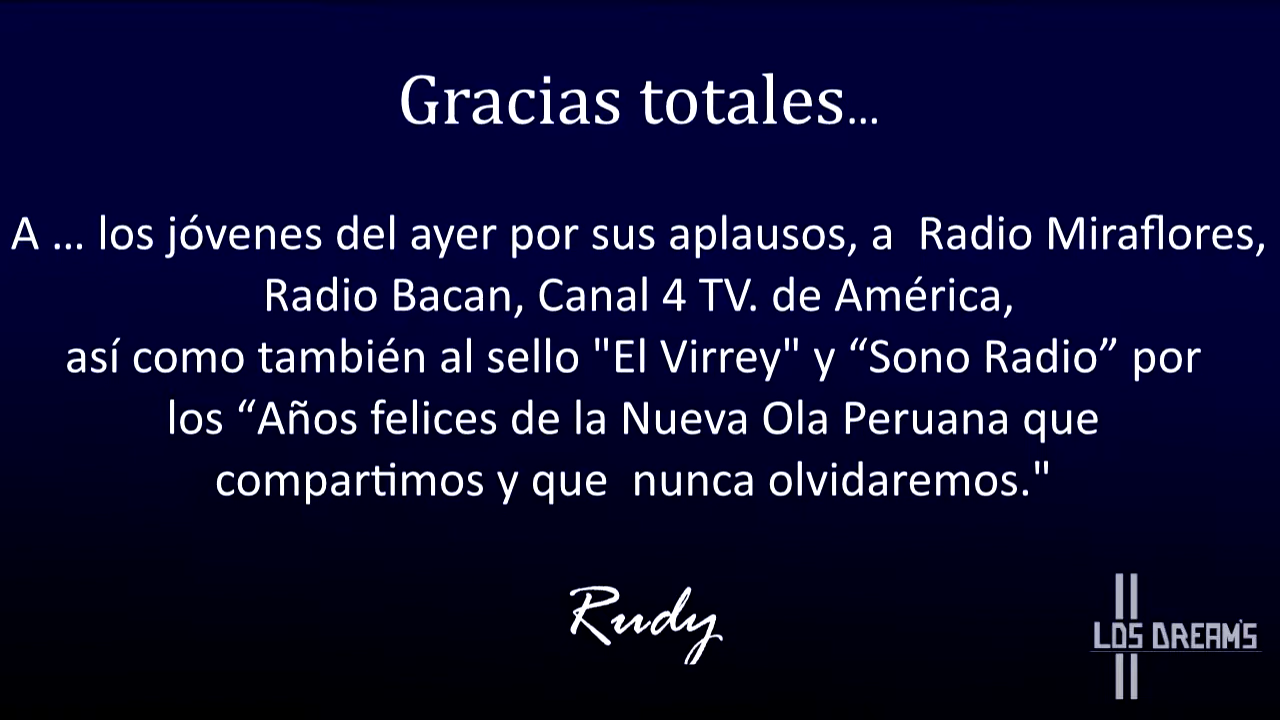 Gracias totales...
A ... los jóvenes del ayer por sus aplausos, a  Radio Miraflores,
Radio Bacan, Canal 4 TV. de América,
así como también al sello "El Virrey" y “Sono Radio” por
los “Años felices de la Nueva Ola Peruana que
compartimos y que  nunca olvidaremos."
Rudy
LOS DREAM'S